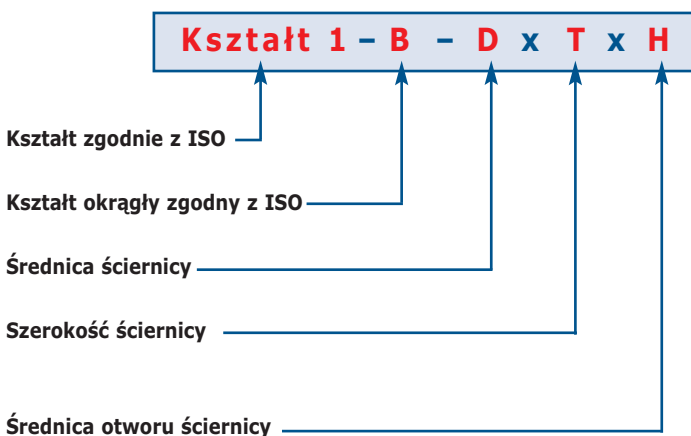 Kształt 1 – B – D x T x H
Kształt zgodnie z ISO
Kształt okrągły zgodny z ISO
Średnica ściernicy
Szerokość ściernicy
Średnica otworu ściernicy